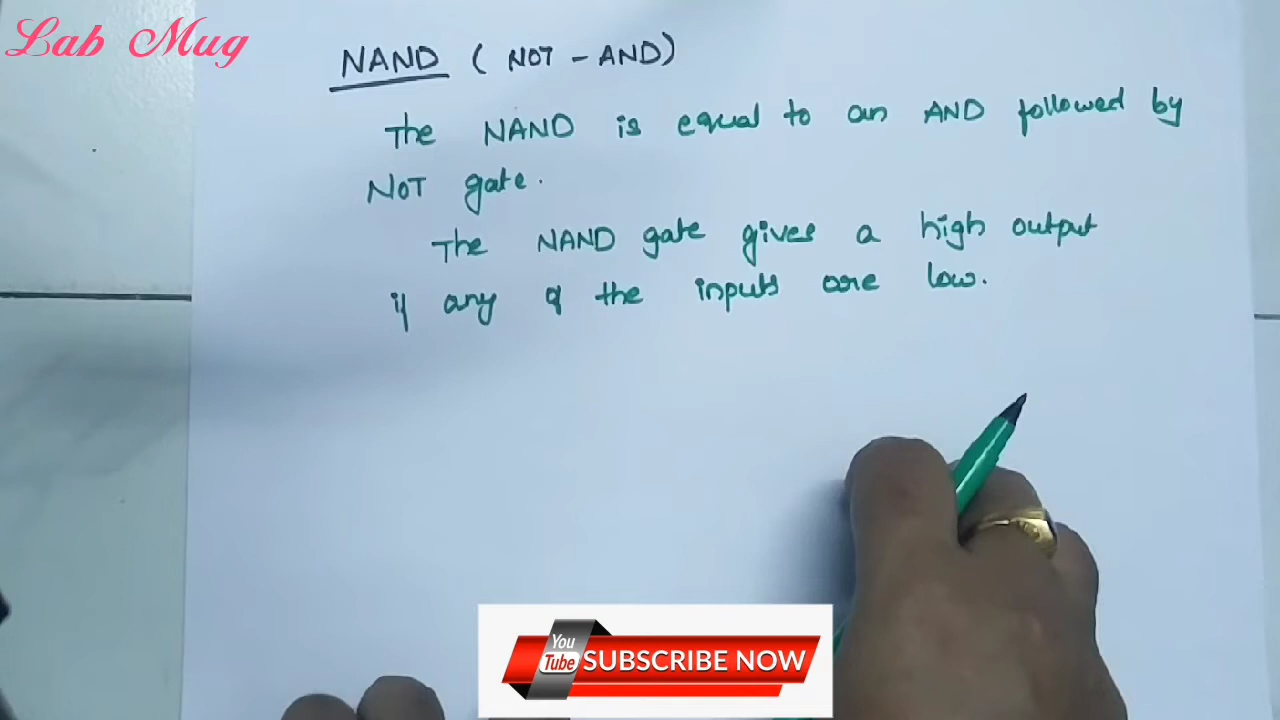 Lab Mug
NAND ( NOT - AND)
The NAND is equal to an AND followed by
NOT gate.
The NAND gate gives a high output
if any of the inputs are low.
You
Tube SUBSCRIBE NOW